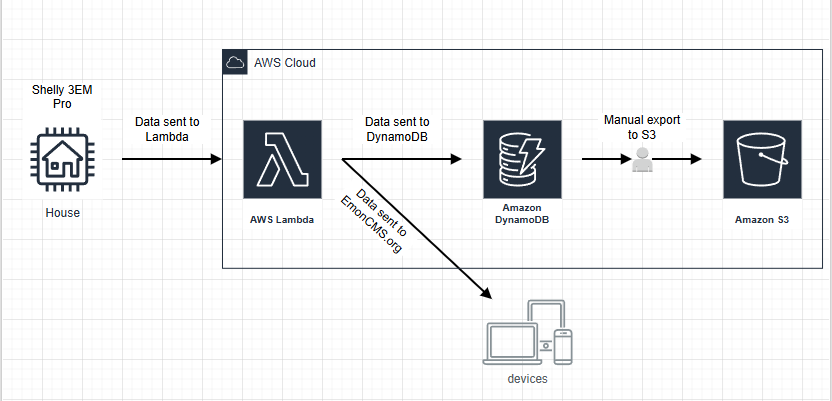 AWS Cloud
Shelly 3EM
Pro
Data sent to
Lambda
Data sent to
DynamoDB
Manual export
to S3
House
AWS Lambda
Data sent to
EmonCMS.org
Amazon
DynamoDB
Amazon S3
devices